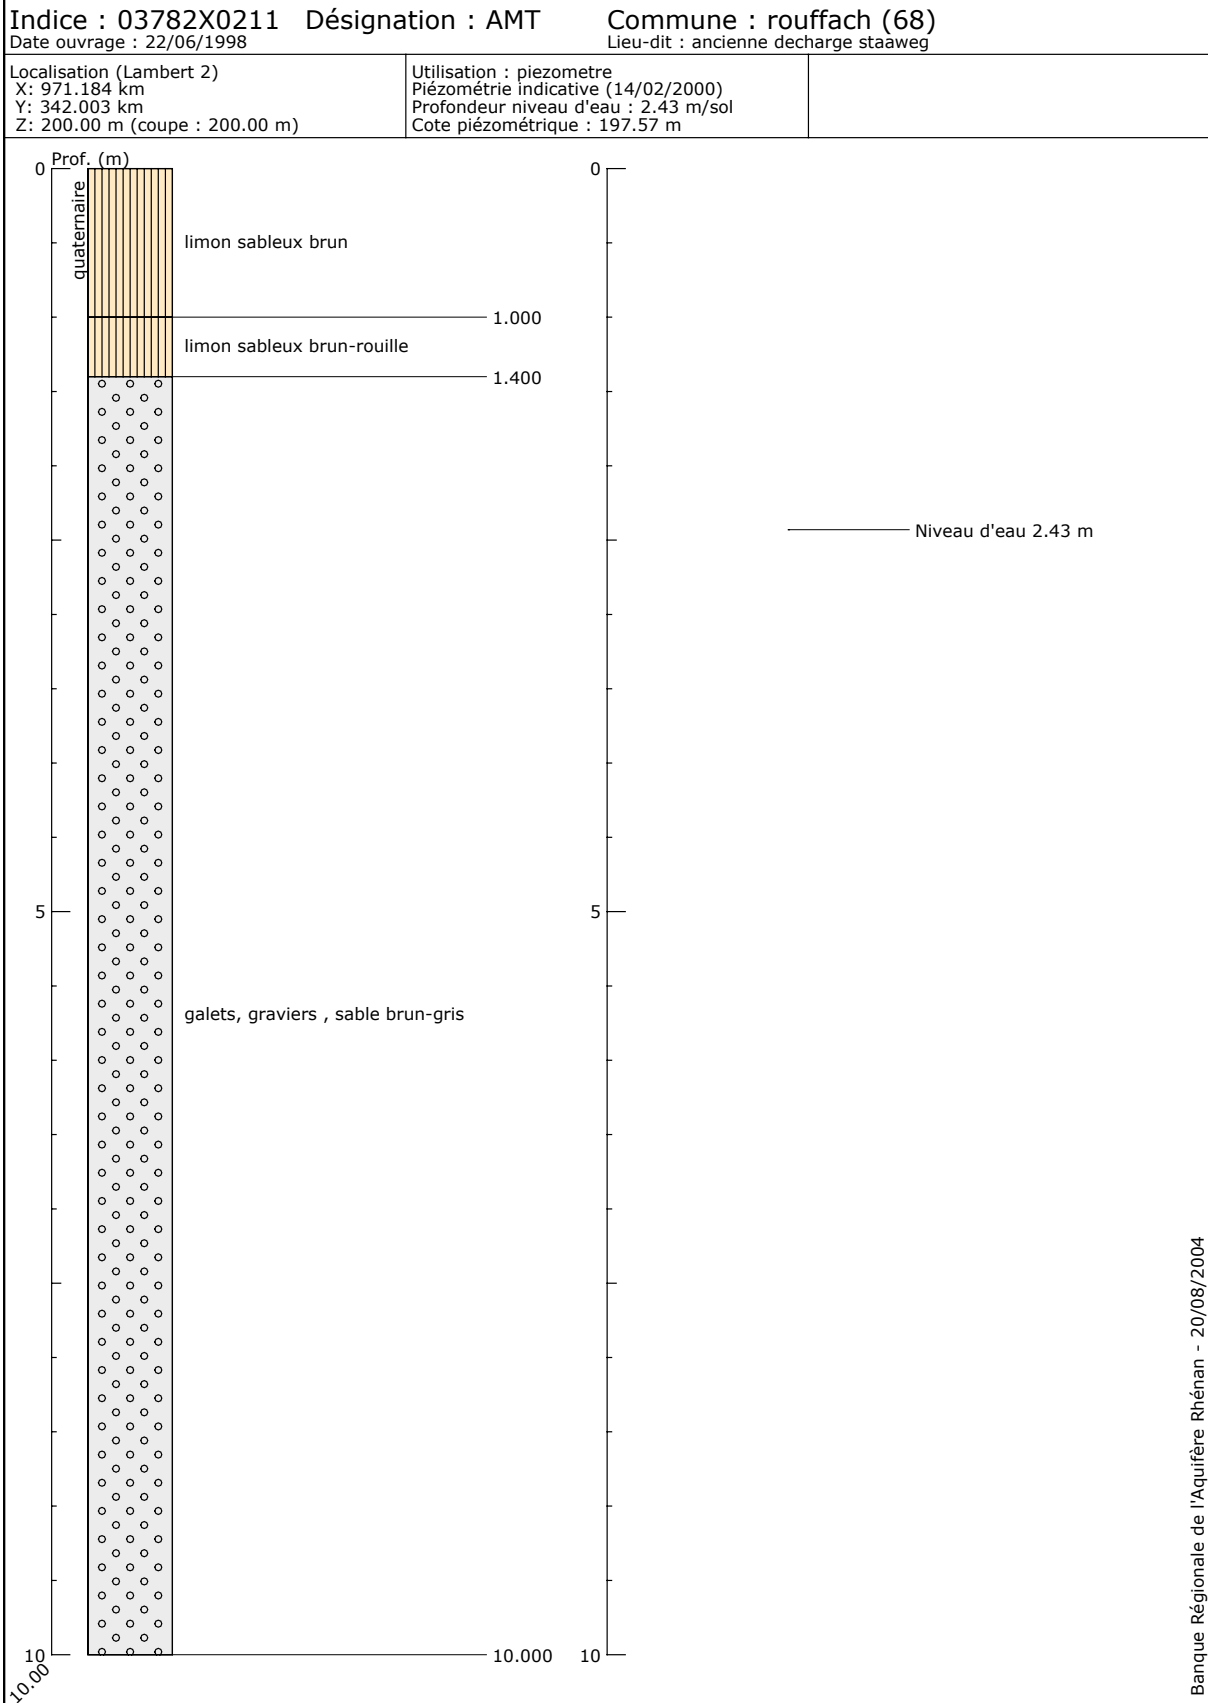 Indice : 03782X0211 Désignation : AMT Commune : rouffach (68)
Date ouvrage : 22/06/1998 Lieu-dit : ancienne decharge staaweg
Localisation (Lambert 2)
X: 971.184 km
Y: 342.003 km
Z: 200.00 m (coupe : 200.00 m)
Utilisation : piezometre
Piézométrie indicative (14/02/2000)
Profondeur niveau d'eau : 2.43 m/sol
Cote piézométrique : 197.57 m
Prof. (m)
0 0
quaternaire
limon sableux brun
1.000
limon sableux brun-rouille
1.400
Niveau d'eau 2.43 m
5 5
galets, graviers , sable brun-gris
10 10.000 10
10.00
Banque Régionale de l'Aquifère Rhénan - 20/08/2004